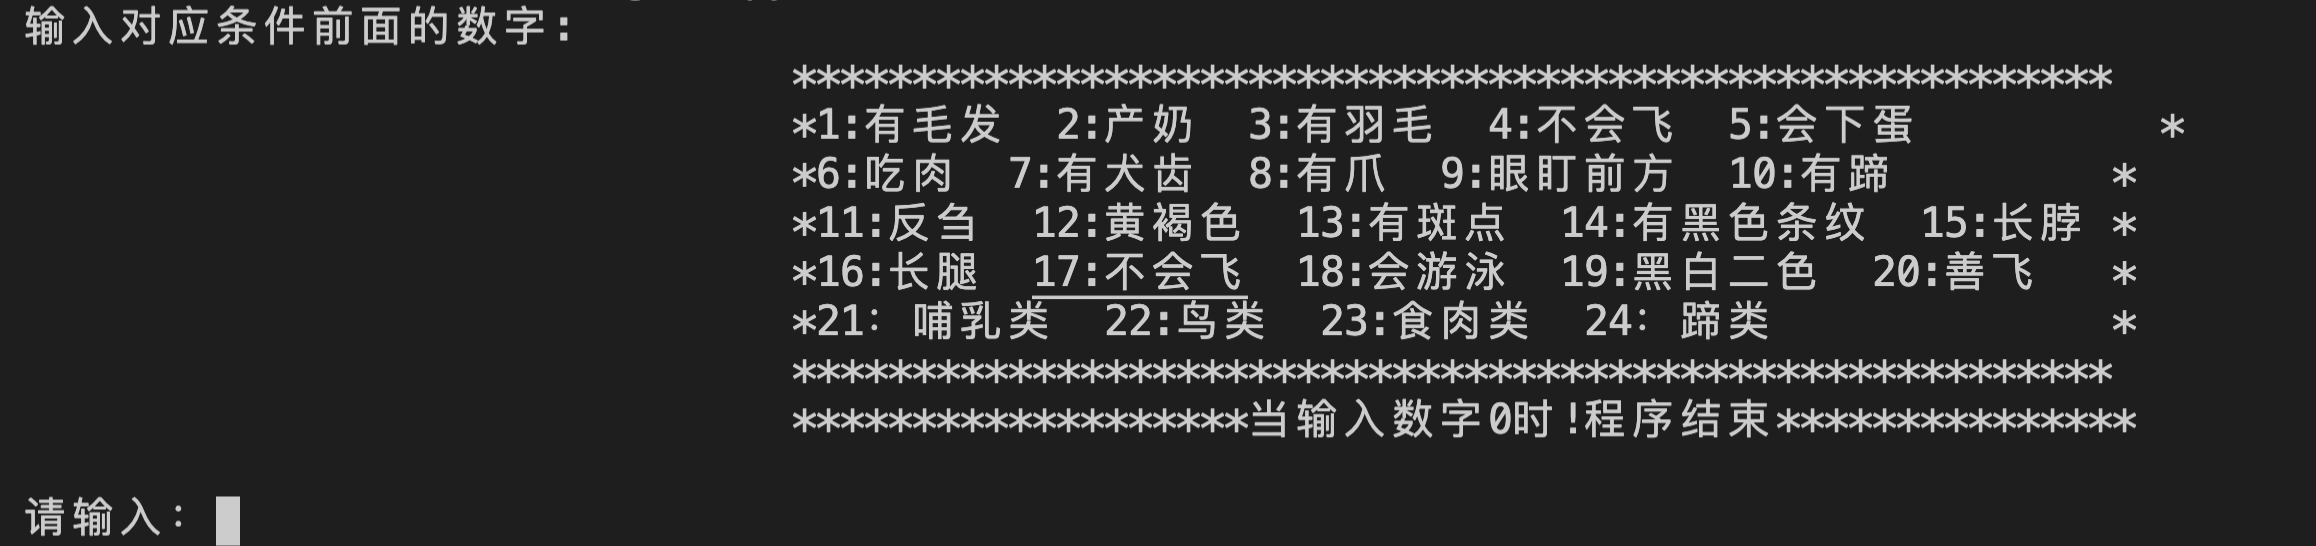 输入对应条件前面的数字:
*******************************************************
*1:有毛发 2:产奶 3:有羽毛 4:不会飞 5:会下蛋 *
*6:吃肉 7:有犬齿 8:有爪 9:眼盯前方 10:有蹄 *
*11:反刍 12:黄褐色 13:有斑点 14:有黑色条纹 15:长脖 *
*16:长腿 17:不会飞 18:会游泳 19:黑白二色 20:善飞 *
*21: 哺乳类 22:鸟类 23:食肉类 24: 蹄类 *
*******************************************************
*******************当输入数字0时!程序结束***************
请输入: